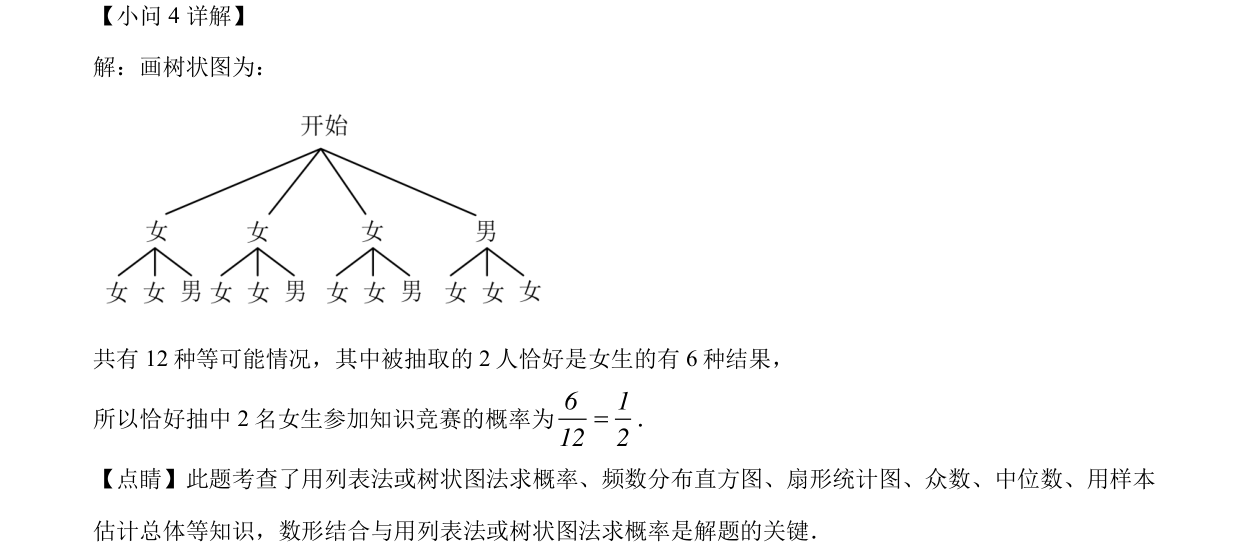 【小问 4 详解】
解：画树状图为：
开始
女 女 女 男
女 女 男 女 女 男 女 女 男 女 女 女
共有 12 种等可能情况，其中被抽取的 2 人恰好是女生的有 6 种结果，
所以恰好抽中 2 名女生参加知识竞赛的概率为 6/12 = 1/2．
【点睛】此题考查了用列表法或树状图法求概率、频数分布直方图、扇形统计图、众数、中位数、用样本
估计总体等知识，数形结合与用列表法或树状图法求概率是解题的关键．